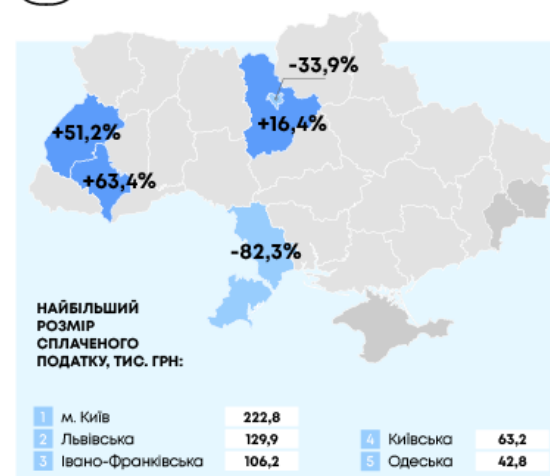 -33,9%
+51,2%
+16,4%
+63,4%
-82,3%
НАЙБІЛЬШИЙ
РОЗМІР
СПЛАЧЕНОГО
ПОДАТКУ, ТИС. ГРН:
1 м. Київ 222,8
2 Львівська 129,9
3 Івано-Франківська 106,2
4 Київська 63,2
5 Одеська 42,8